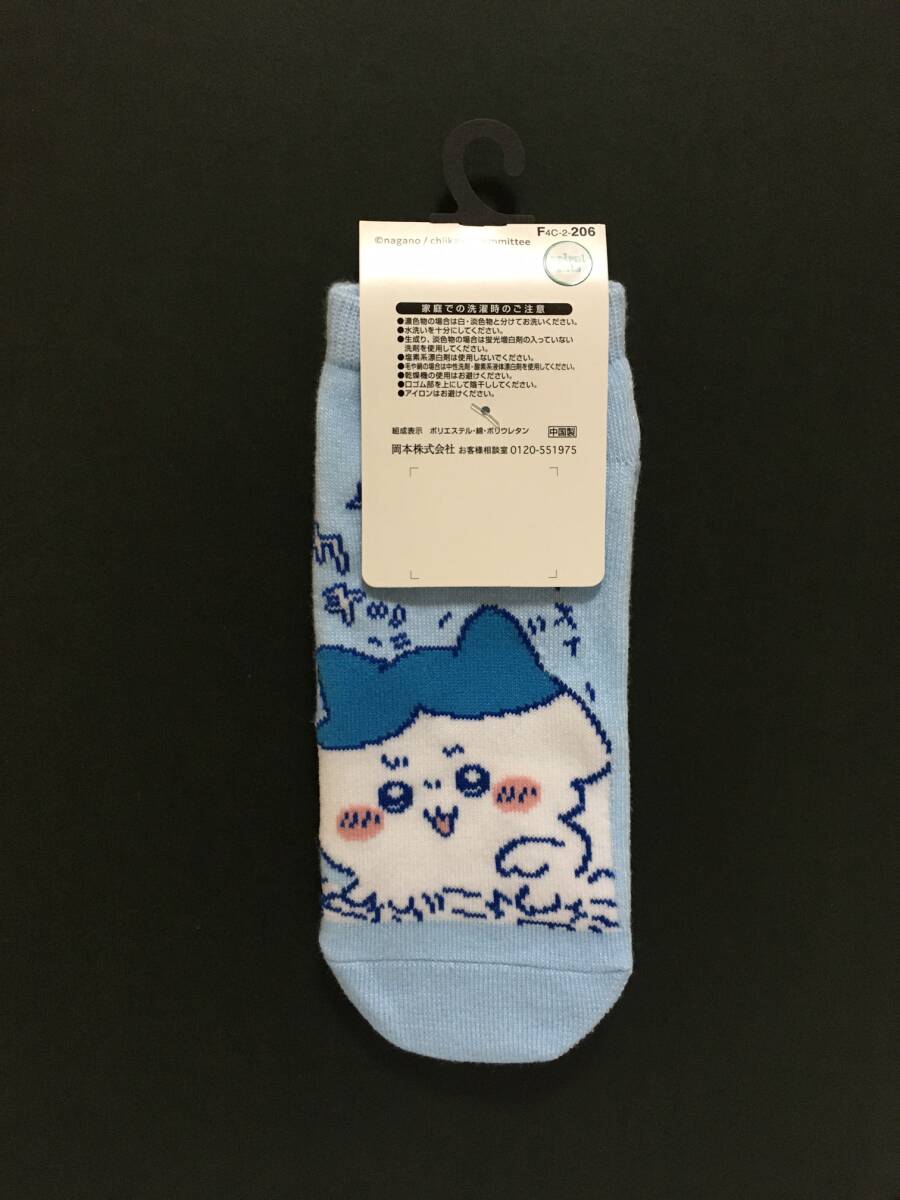 F4C-2-206
©nagano / chiikawa committee
家庭での洗濯時のご注意
●濃色物の場合は白・淡色物と分けてお洗いください。
●水洗いを十分にしてください。
●生成り、淡色物の場合は蛍光増白剤の入っていない
洗剤を使用してください。
●塩素系漂白剤は使用しないでください。
●毛や絹の場合は中性洗剤・酸素系液体漂白剤を使用してください。
●乾燥機の使用はお避けください。
●口ゴム部を上にして陰干ししてください。
●アイロンはお避けください。
組成表示 ポリエステル・綿・ポリウレタン 中国製
岡本株式会社 お客様相談室 0120-551975